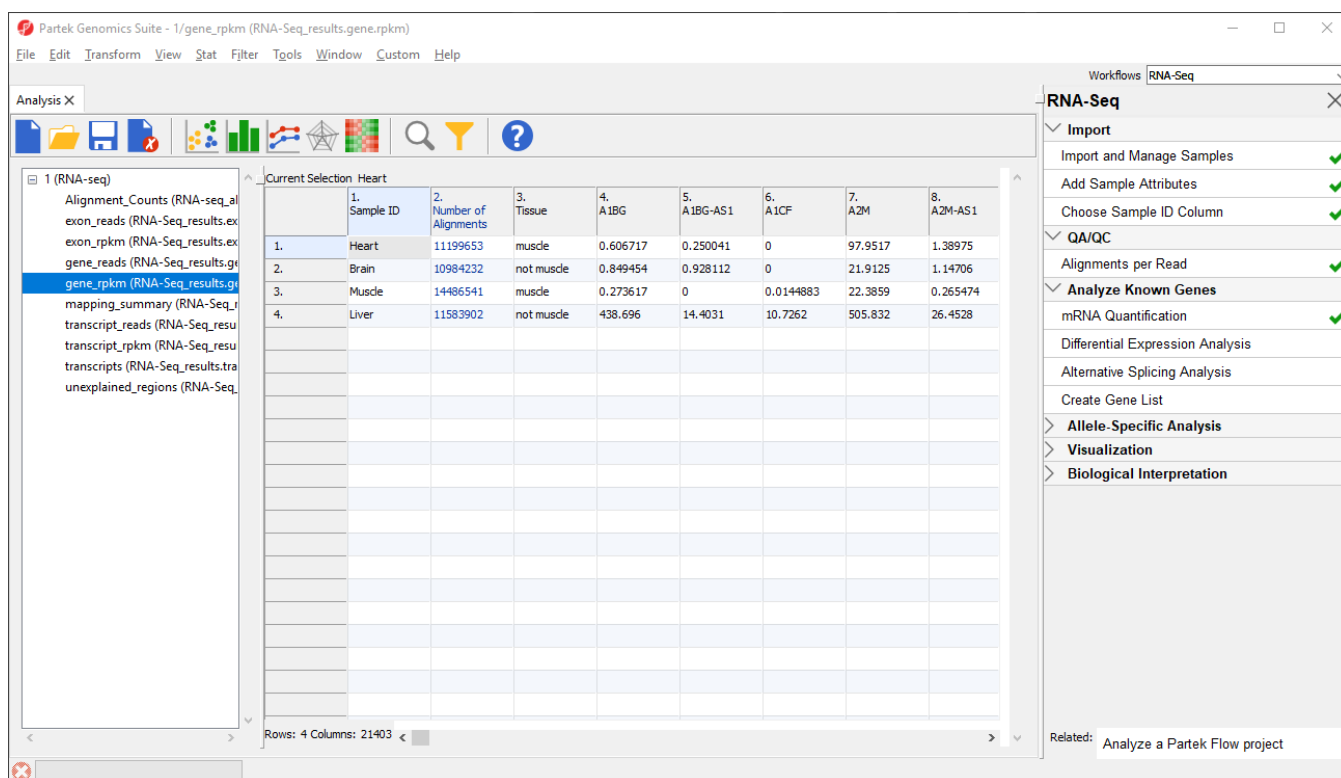 Partek Genomics Suite - 1/gene_rpkm (RNA-Seq_results.gene.rpkm)
File Edit Transform View Stat Filter Tools Window Custom Help
Workflows RNA-Seq
Analysis
1 (RNA-seq)
Alignment_Counts (RNA-seq_al
exon_reads (RNA-Seq_results.ex
exon_rpkm (RNA-Seq_results.ex
gene_reads (RNA-Seq_results.ge
gene_rpkm (RNA-Seq_results.ge
mapping_summary (RNA-Seq_r
transcript_reads (RNA-Seq_resu
transcript_rpkm (RNA-Seq_resu
transcripts (RNA-Seq_results.tra
unexplained_regions (RNA-Seq_
Current Selection Heart
1. 2. 3. 4. 5. 6. 7. 8.
Sample ID Number of Tissue A1BG A1BG-AS1 A1CF A2M A2M-AS1
Alignments
1. Heart 11199653 muscle 0.606717 0.250041 0 97.9517 1.38975
2. Brain 10984232 not muscle 0.849454 0.928112 0 21.9125 1.14706
3. Muscle 14486541 muscle 0.273617 0 0.0144883 22.3859 0.265474
4. Liver 11583902 not muscle 438.696 14.4031 10.7262 505.832 26.4528
Rows: 4 Columns: 21403
RNA-Seq
Import
Import and Manage Samples
Add Sample Attributes
Choose Sample ID Column
QA/QC
Alignments per Read
Analyze Known Genes
mRNA Quantification
Differential Expression Analysis
Alternative Splicing Analysis
Create Gene List
Allele-Specific Analysis
Visualization
Biological Interpretation
Related: Analyze a Partek Flow project